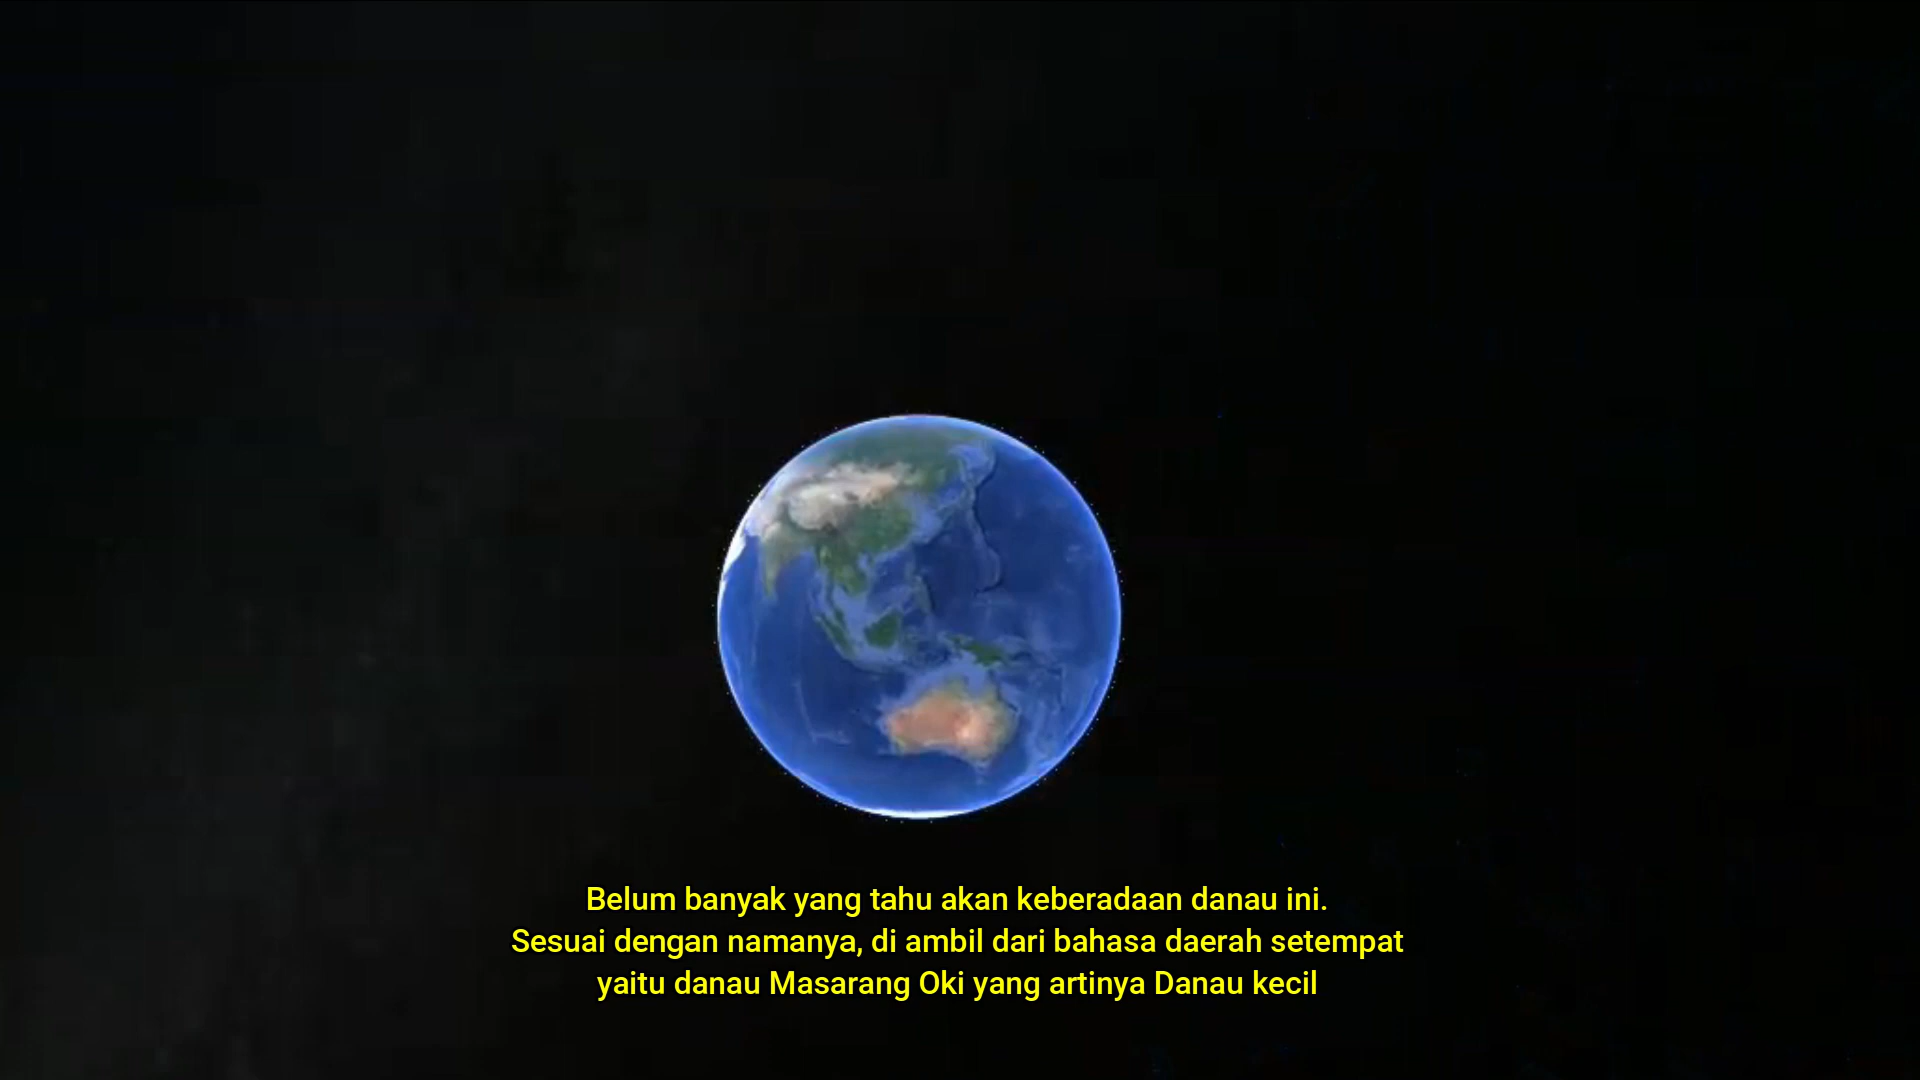 Belum banyak yang tahu akan keberadaan danau ini.
Sesuai dengan namanya, di ambil dari bahasa daerah setempat
yaitu danau Masarang Oki yang artinya Danau kecil